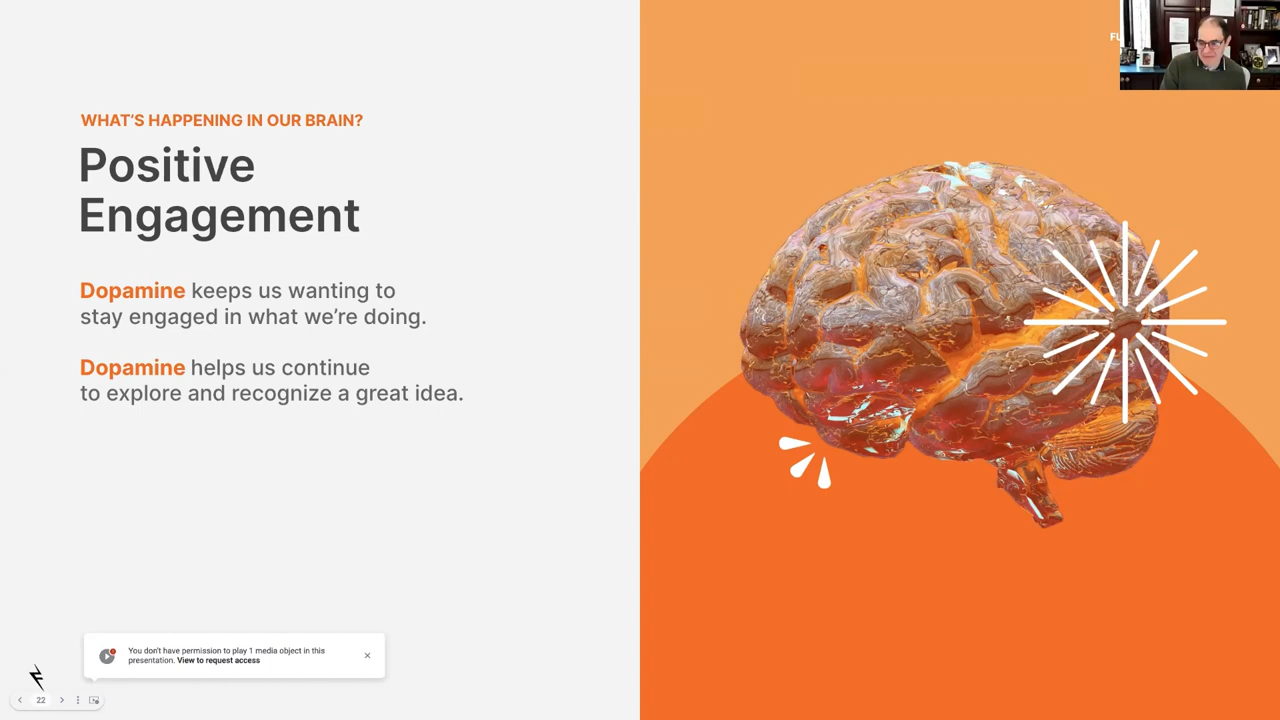 FU
WHAT'S HAPPENING IN OUR BRAIN?
Positive
Engagement
Dopamine keeps us wanting to
stay engaged in what we're doing.
Dopamine helps us continue
to explore and recognize a great idea.
You don't have permission to play 1 media object in this
presentation. View to request access
22